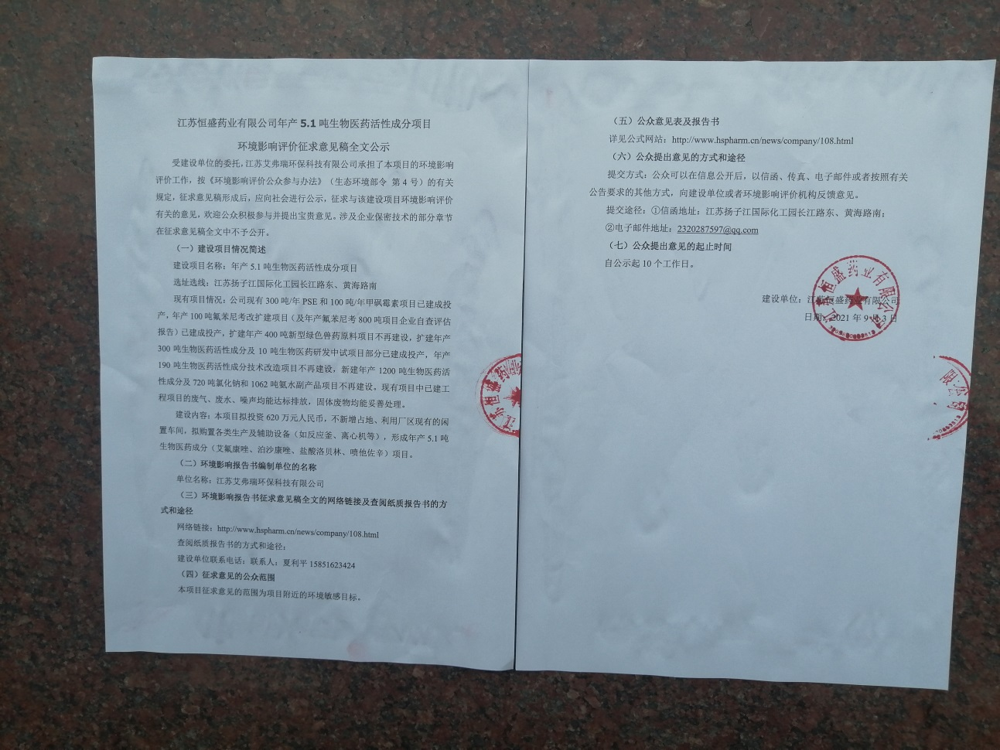 江苏恒盛药业有限公司年产 5.1 吨生物医药活性成分项目
环境影响评价征求意见稿全文公示
受建设单位的委托，江苏艾弗瑞环保科技有限公司承担了本项目的环境影响
评价工作，按《环境影响评价公众参与办法》（生态环境部令 第 4 号）的有关
规定，征求意见稿形成后，应向社会进行公示，征求与该建设项目环境影响评价
有关的意见，欢迎公众积极参与并提出宝贵意见。涉及企业保密技术的部分章节
在征求意见稿全文中不予公开。
（一）建设项目情况简述
建设项目名称：年产 5.1 吨生物医药活性成分项目
选址选线：江苏扬子江国际化工园长江路东、黄海路南
现有项目情况：公司现有 300 吨/年 PSE 和 100 吨/年甲砜霉素项目已建成投
产，年产 100 吨氟苯尼考改扩建项目（及年产氟苯尼考 800 吨项目企业自查评估
报告）已建成投产，扩建年产 400 吨新型绿色兽药原料项目不再建设，扩建年产
300 吨生物医药活性成分及 10 吨生物医药研发中试项目部分已建成投产，年产
190 吨生物医药活性成分技术改造项目不再建设，新建年产 1200 吨生物医药活
性成分及 720 吨氯化钠和 1062 吨氨水副产品项目不再建设。现有项目中已建工
程项目的废气、废水、噪声均能达标排放，固体废物均能妥善处理。
建设内容：本项目拟投资 620 万元人民币，不新增占地、利用厂区现有的闲
置车间，拟购置各类生产及辅助设备（如反应釜、离心机等），形成年产 5.1 吨
生物医药成分（艾氟康唑、泊沙康唑、盐酸洛贝林、喷他佐辛）项目。
（二）环境影响报告书编制单位的名称
单位名称：江苏艾弗瑞环保科技有限公司
（三）环境影响报告书征求意见稿全文的网络链接及查阅纸质报告书的方
式和途径
网络链接：http://www.hspharm.cn/news/company/108.html
查阅纸质报告书的方式和途径：
建设单位联系电话：联系人：夏利平 15851623424
（四）征求意见的公众范围
本项目征求意见的范围为项目附近的环境敏感目标。
江苏恒盛药
（五）公众意见表及报告书
详见公式网站：http://www.hspharm.cn/news/company/108.html
（六）公众提出意见的方式和途径
提交方式：公众可以在信息公开后，以信函、传真、电子邮件或者按照有关
公告要求的其他方式，向建设单位或者环境影响评价机构反馈意见。
提交途径：①信函地址：江苏扬子江国际化工园长江路东、黄海路南；
②电子邮件地址：2320287597@qq.com
（七）公众提出意见的起止时间
自公示起 10 个工作日。
建设单位：江苏恒盛药业有限公司
日期：2021 年 9 月 3 日
江苏恒盛药业有限公司
限公司